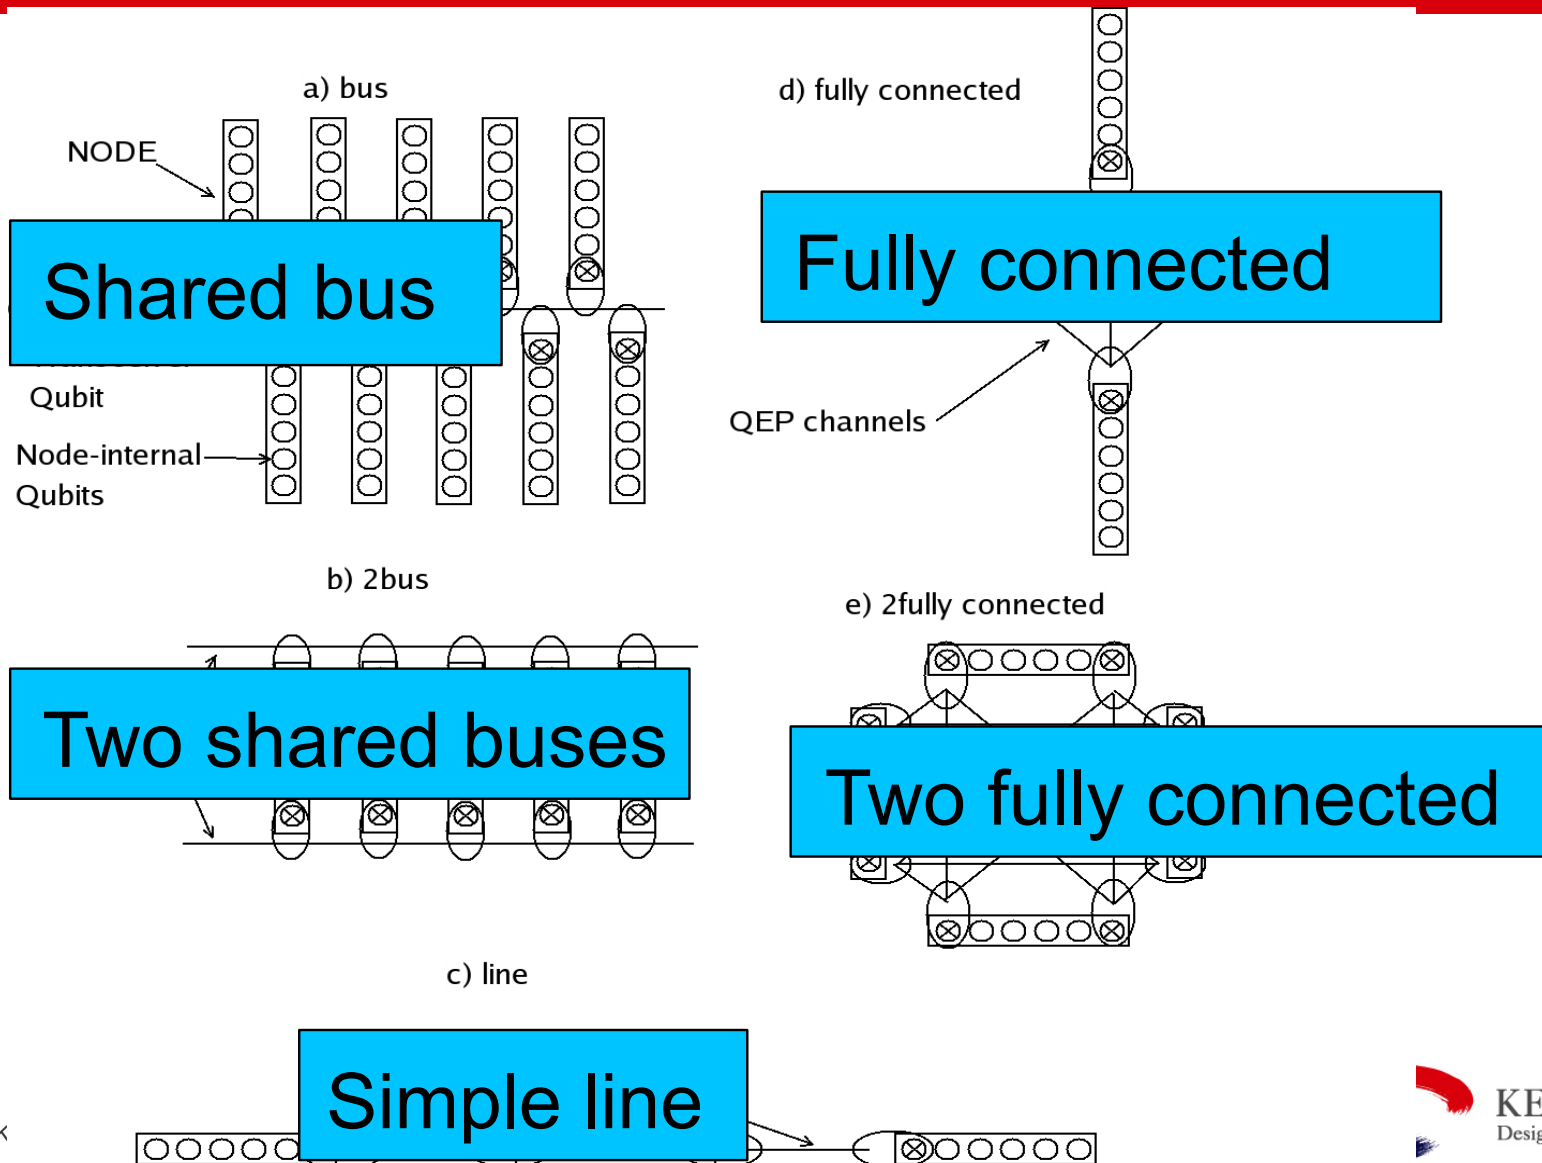 a) bus
NODE
Shared bus
Qubit
Node-internal
Qubits
b) 2bus
Two shared buses
c) line
Simple line
d) fully connected
Fully connected
QEP channels
e) 2fully connected
Two fully connected